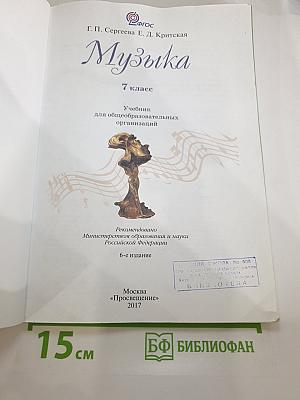 ФГОС
Г. П. Сергеева Е. Д. Критская
Музыка
7 класс
Учебник
для общеобразовательных
организаций
Рекомендовано
Министерством образования и науки
Российской Федерации
6-е издание
Москва
«Просвещение»
2017
БИБЛИОТЕКА
15 см
БФ БИБЛИОФАН